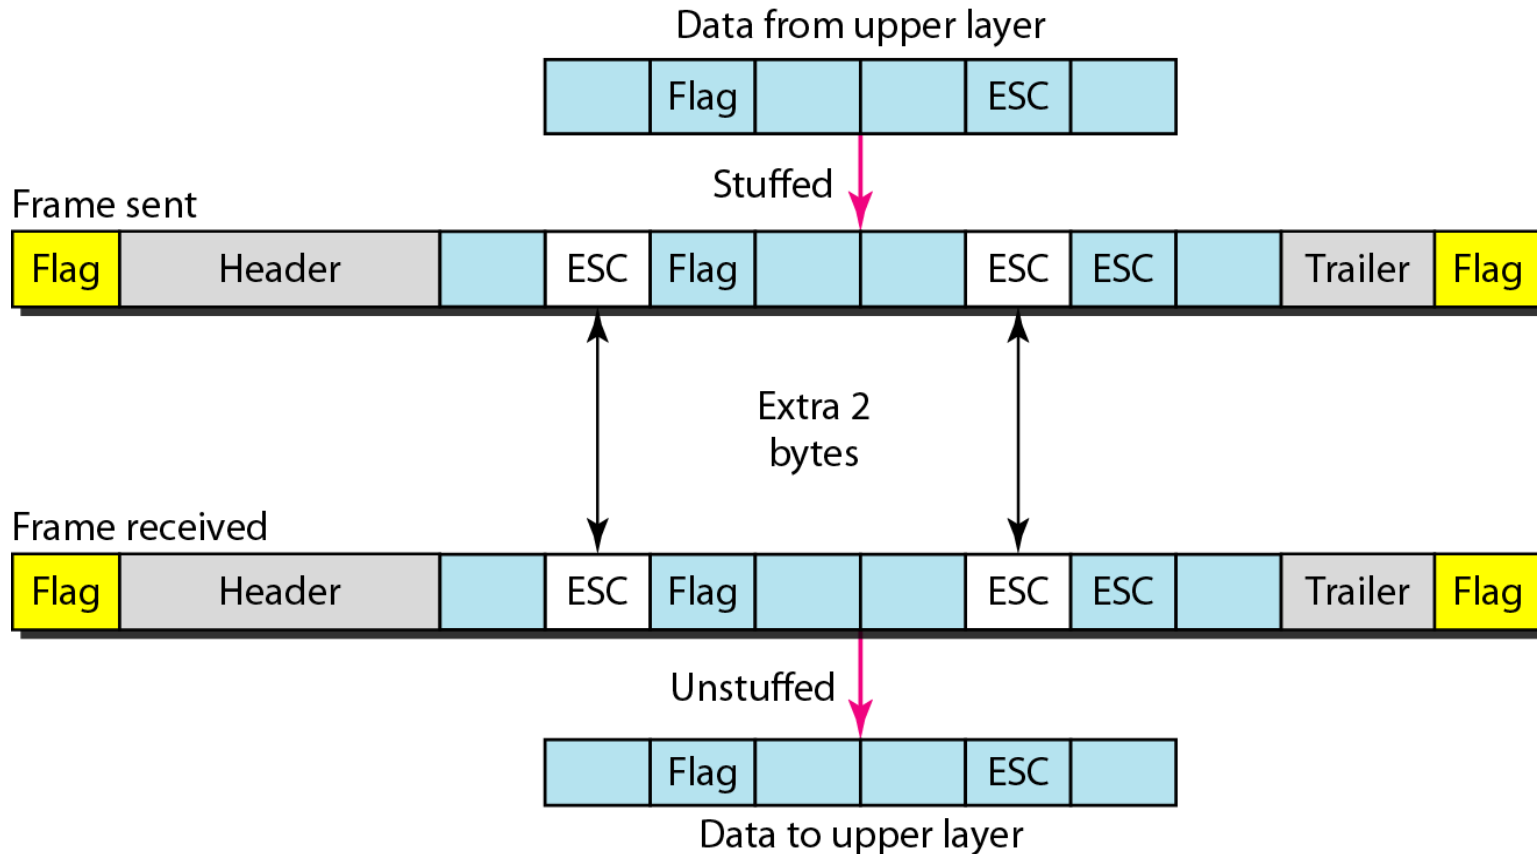 Data from upper layer
Flag ESC
Stuffed
Frame sent
Flag Header ESC Flag ESC ESC Trailer Flag
Extra 2
bytes
Frame received
Flag Header ESC Flag ESC ESC Trailer Flag
Unstuffed
Flag ESC
Data to upper layer